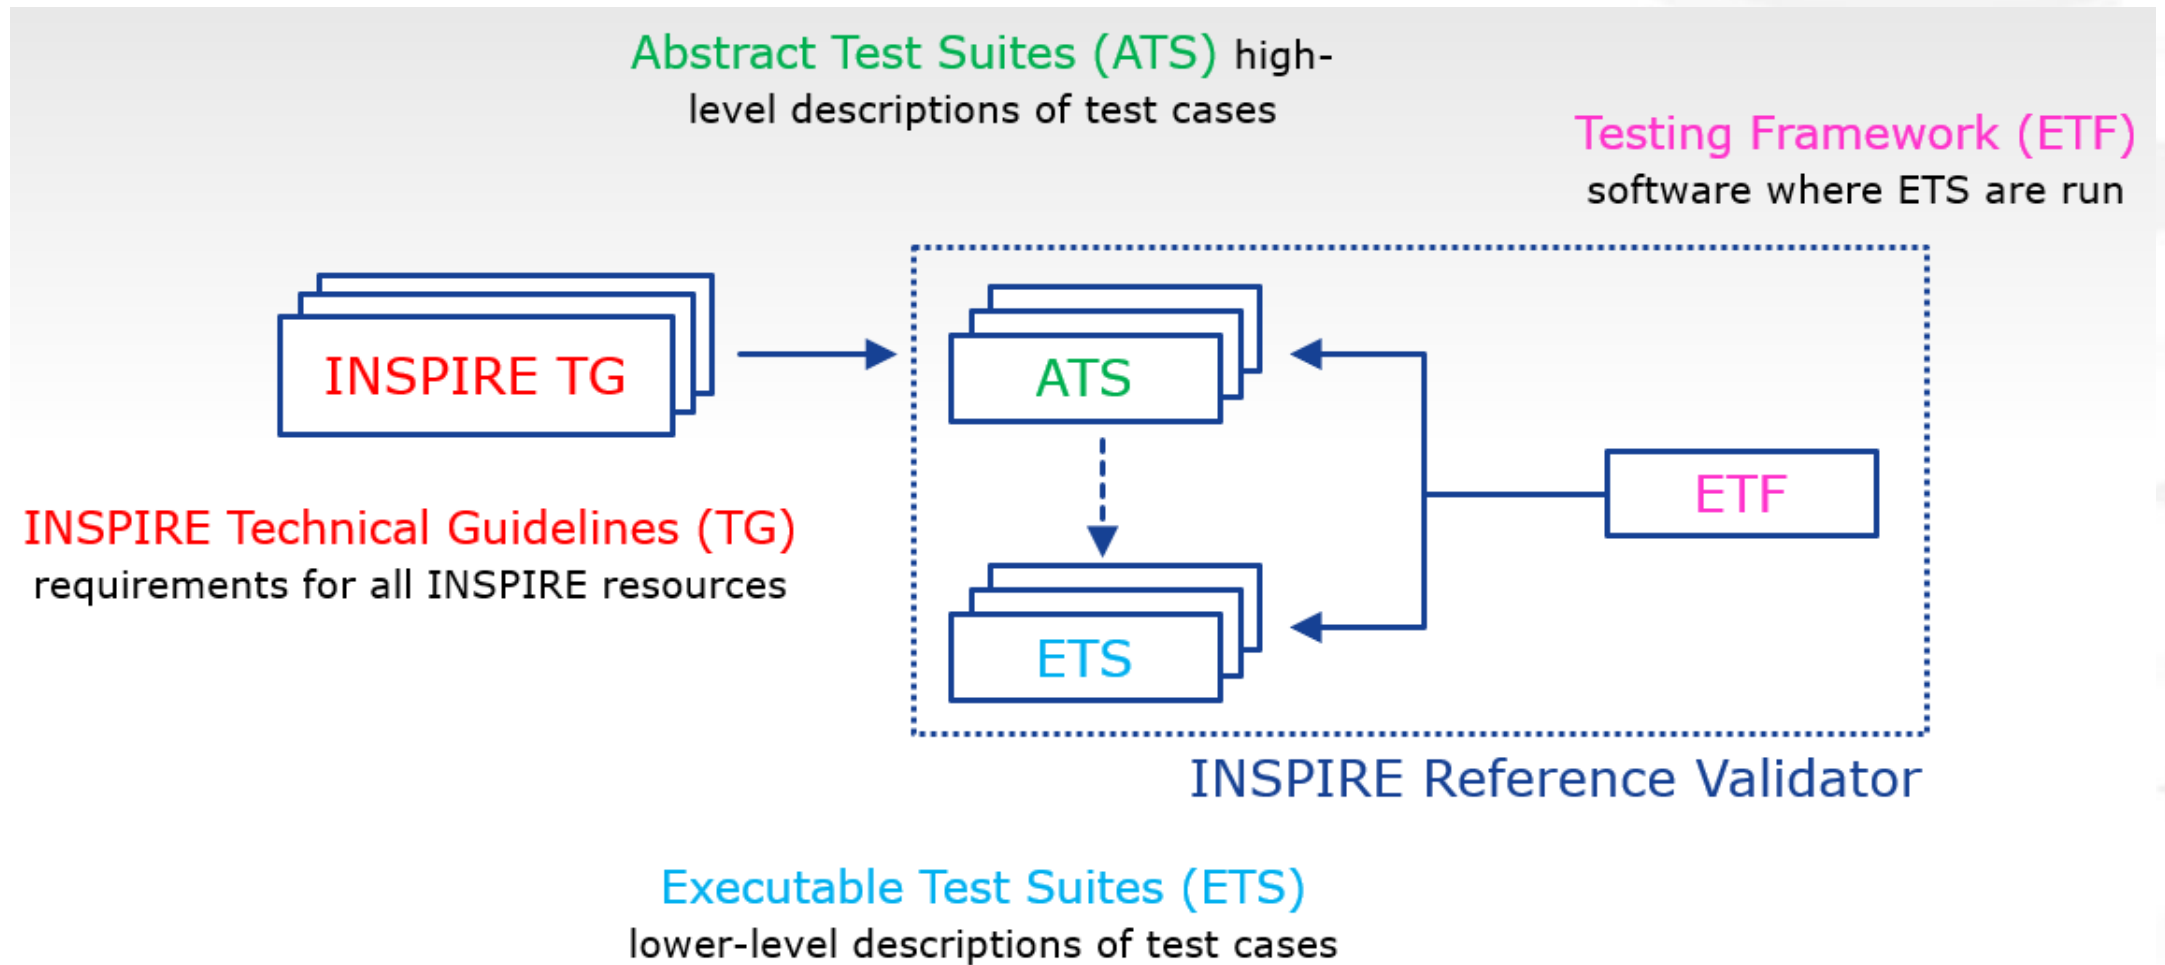 Abstract Test Suites (ATS) high-
level descriptions of test cases
Testing Framework (ETF)
software where ETS are run
INSPIRE TG
ATS
ETF
INSPIRE Technical Guidelines (TG)
requirements for all INSPIRE resources
ETS
INSPIRE Reference Validator
Executable Test Suites (ETS)
lower-level descriptions of test cases